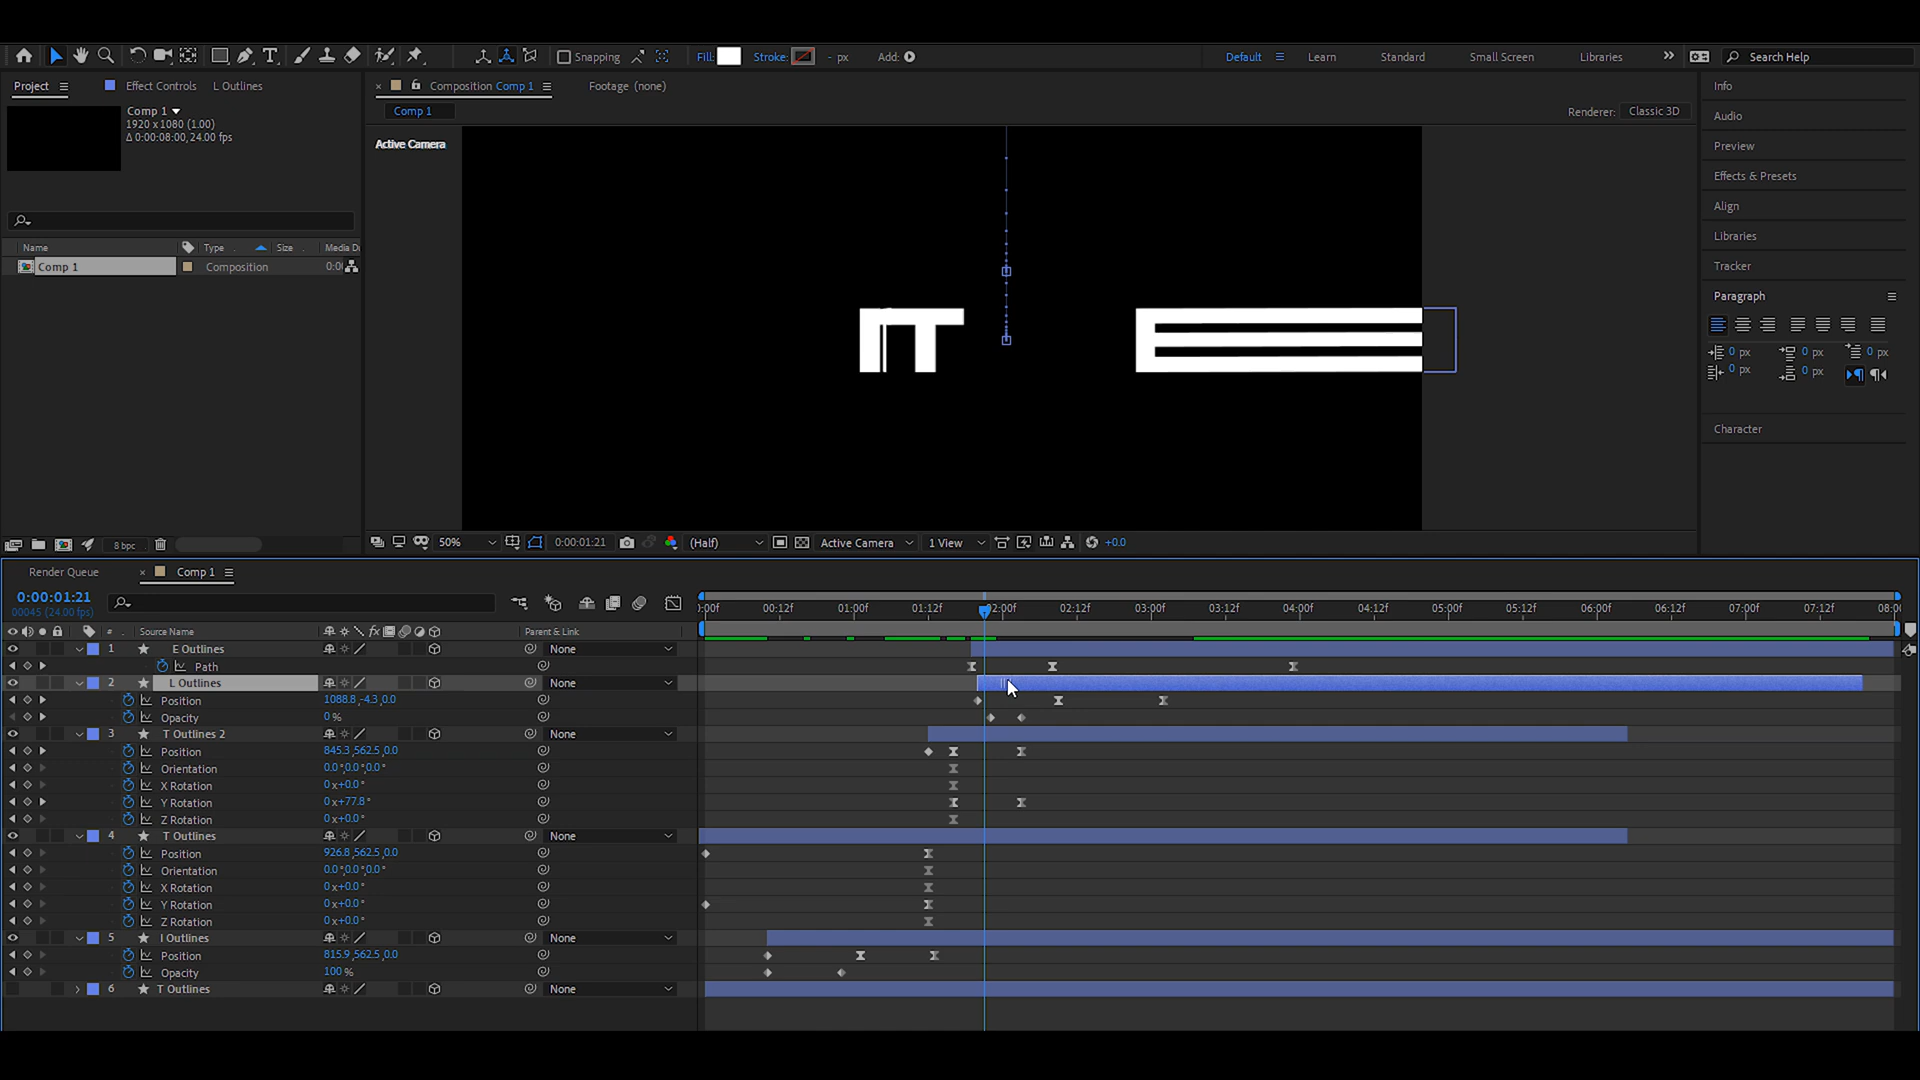 Snapping
Fill:
Stroke:
- px
Add:
Default
Learn
Standard
Small Screen
Libraries
Search Help
Project
Effect Controls
L Outlines
Composition Comp 1
Footage (none)
Info
Comp 1
1920 x 1080 (1.00)
Δ 0:00:08:00, 24.00 fps
Comp 1
Renderer:
Classic 3D
Audio
Active Camera
Preview
Effects & Presets
Align
Libraries
Tracker
Name
Type
Size
Media Du
Comp 1
Composition
0:00
Paragraph
0 px
0 px
0 px
0 px
0 px
Character
IT
E
8 bpc
50%
0:00:01:21
(Half)
Active Camera
1 View
+0.0
Render Queue
Comp 1
0:00:01:21
00045 (24.00 fps)
:00f
00:12f
01:00f
01:12f
02:00f
02:12f
03:00f
03:12f
04:00f
04:12f
05:00f
05:12f
06:00f
06:12f
07:00f
07:12f
08:00
#
Source Name
Parent & Link
1
E Outlines
None
Path
2
L Outlines
None
Position
1088.8,-4.3,0.0
Opacity
0 %
3
T Outlines 2
None
Position
845.3,562.5,0.0
Orientation
0.0°,0.0°,0.0°
X Rotation
0x+0.0°
Y Rotation
0x+77.8°
Z Rotation
0x+0.0°
4
T Outlines
None
Position
926.8,562.5,0.0
Orientation
0.0°,0.0°,0.0°
X Rotation
0x+0.0°
Y Rotation
0x+0.0°
Z Rotation
0x+0.0°
5
I Outlines
None
Position
815.9,562.5,0.0
Opacity
100 %
6
T Outlines
None